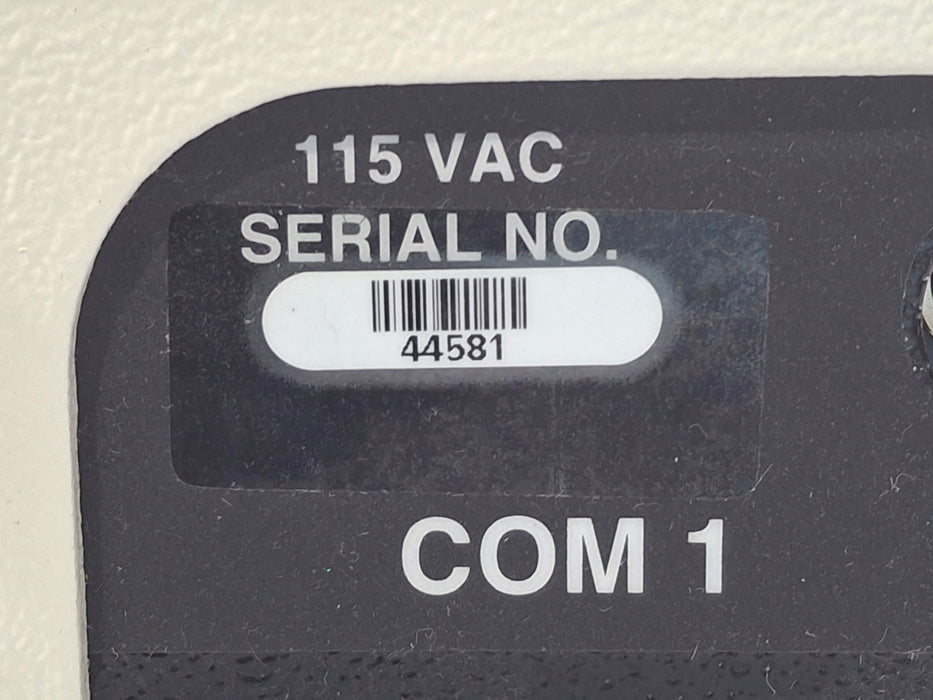 115 VAC
SERIAL NO.
44581
COM 1